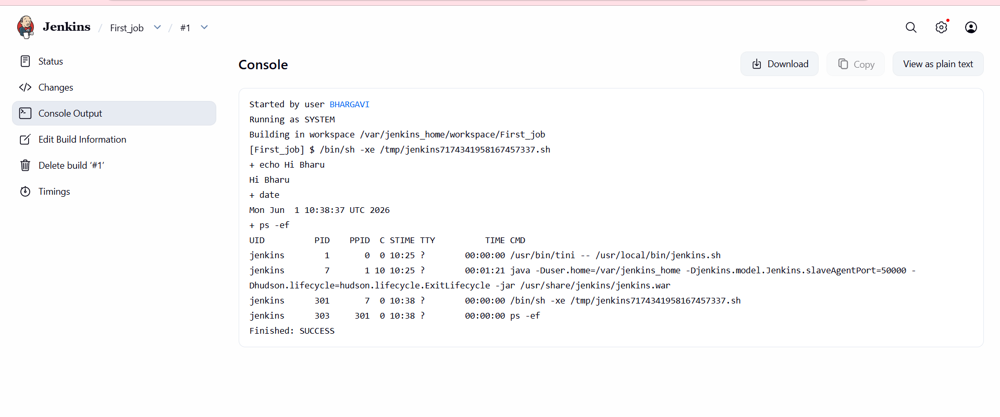 Jenkins / First_job / #1
Status
Changes
Console Output
Edit Build Information
Delete build ‘#1’
Timings
Console
Download
Copy
View as plain text
Started by user BHARGAVI
Running as SYSTEM
Building in workspace /var/jenkins_home/workspace/First_job
[First_job] $ /bin/sh -xe /tmp/jenkins7174341958167457337.sh
+ echo Hi Bharu
Hi Bharu
+ date
Mon Jun  1 10:38:37 UTC 2026
+ ps -ef
UID          PID    PPID  C STIME TTY          TIME CMD
jenkins        1       0  0 10:25 ?        00:00:00 /usr/bin/tini -- /usr/local/bin/jenkins.sh
jenkins        7       1 10 10:25 ?        00:01:21 java -Duser.home=/var/jenkins_home -Djenkins.model.Jenkins.slaveAgentPort=50000 -
Dhudson.lifecycle=hudson.lifecycle.ExitLifecycle -jar /usr/share/jenkins/jenkins.war
jenkins      301       7  0 10:38 ?        00:00:00 /bin/sh -xe /tmp/jenkins7174341958167457337.sh
jenkins      303     301  0 10:38 ?        00:00:00 ps -ef
Finished: SUCCESS